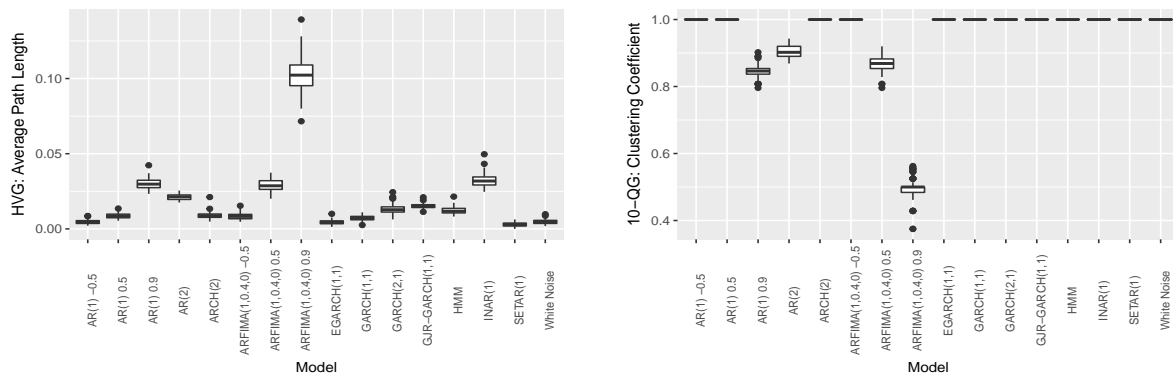 HVG: Average Path Length
0.10
0.05
0.00
AR(1) −0.5
AR(1) 0.5
AR(1) 0.9
AR(2)
ARCH(2)
ARFIMA(1,0.4,0) −0.5
ARFIMA(1,0.4,0) 0.5
ARFIMA(1,0.4,0) 0.9
EGARCH(1,1)
GARCH(1,1)
GARCH(2,1)
GJR−GARCH(1,1)
HMM
INAR(1)
SETAR(1)
White Noise
Model
10−QG: Clustering Coefficient
1.0
0.8
0.6
0.4
AR(1) −0.5
AR(1) 0.5
AR(1) 0.9
AR(2)
ARCH(2)
ARFIMA(1,0.4,0) −0.5
ARFIMA(1,0.4,0) 0.5
ARFIMA(1,0.4,0) 0.9
EGARCH(1,1)
GARCH(1,1)
GARCH(2,1)
GJR−GARCH(1,1)
HMM
INAR(1)
SETAR(1)
White Noise
Model